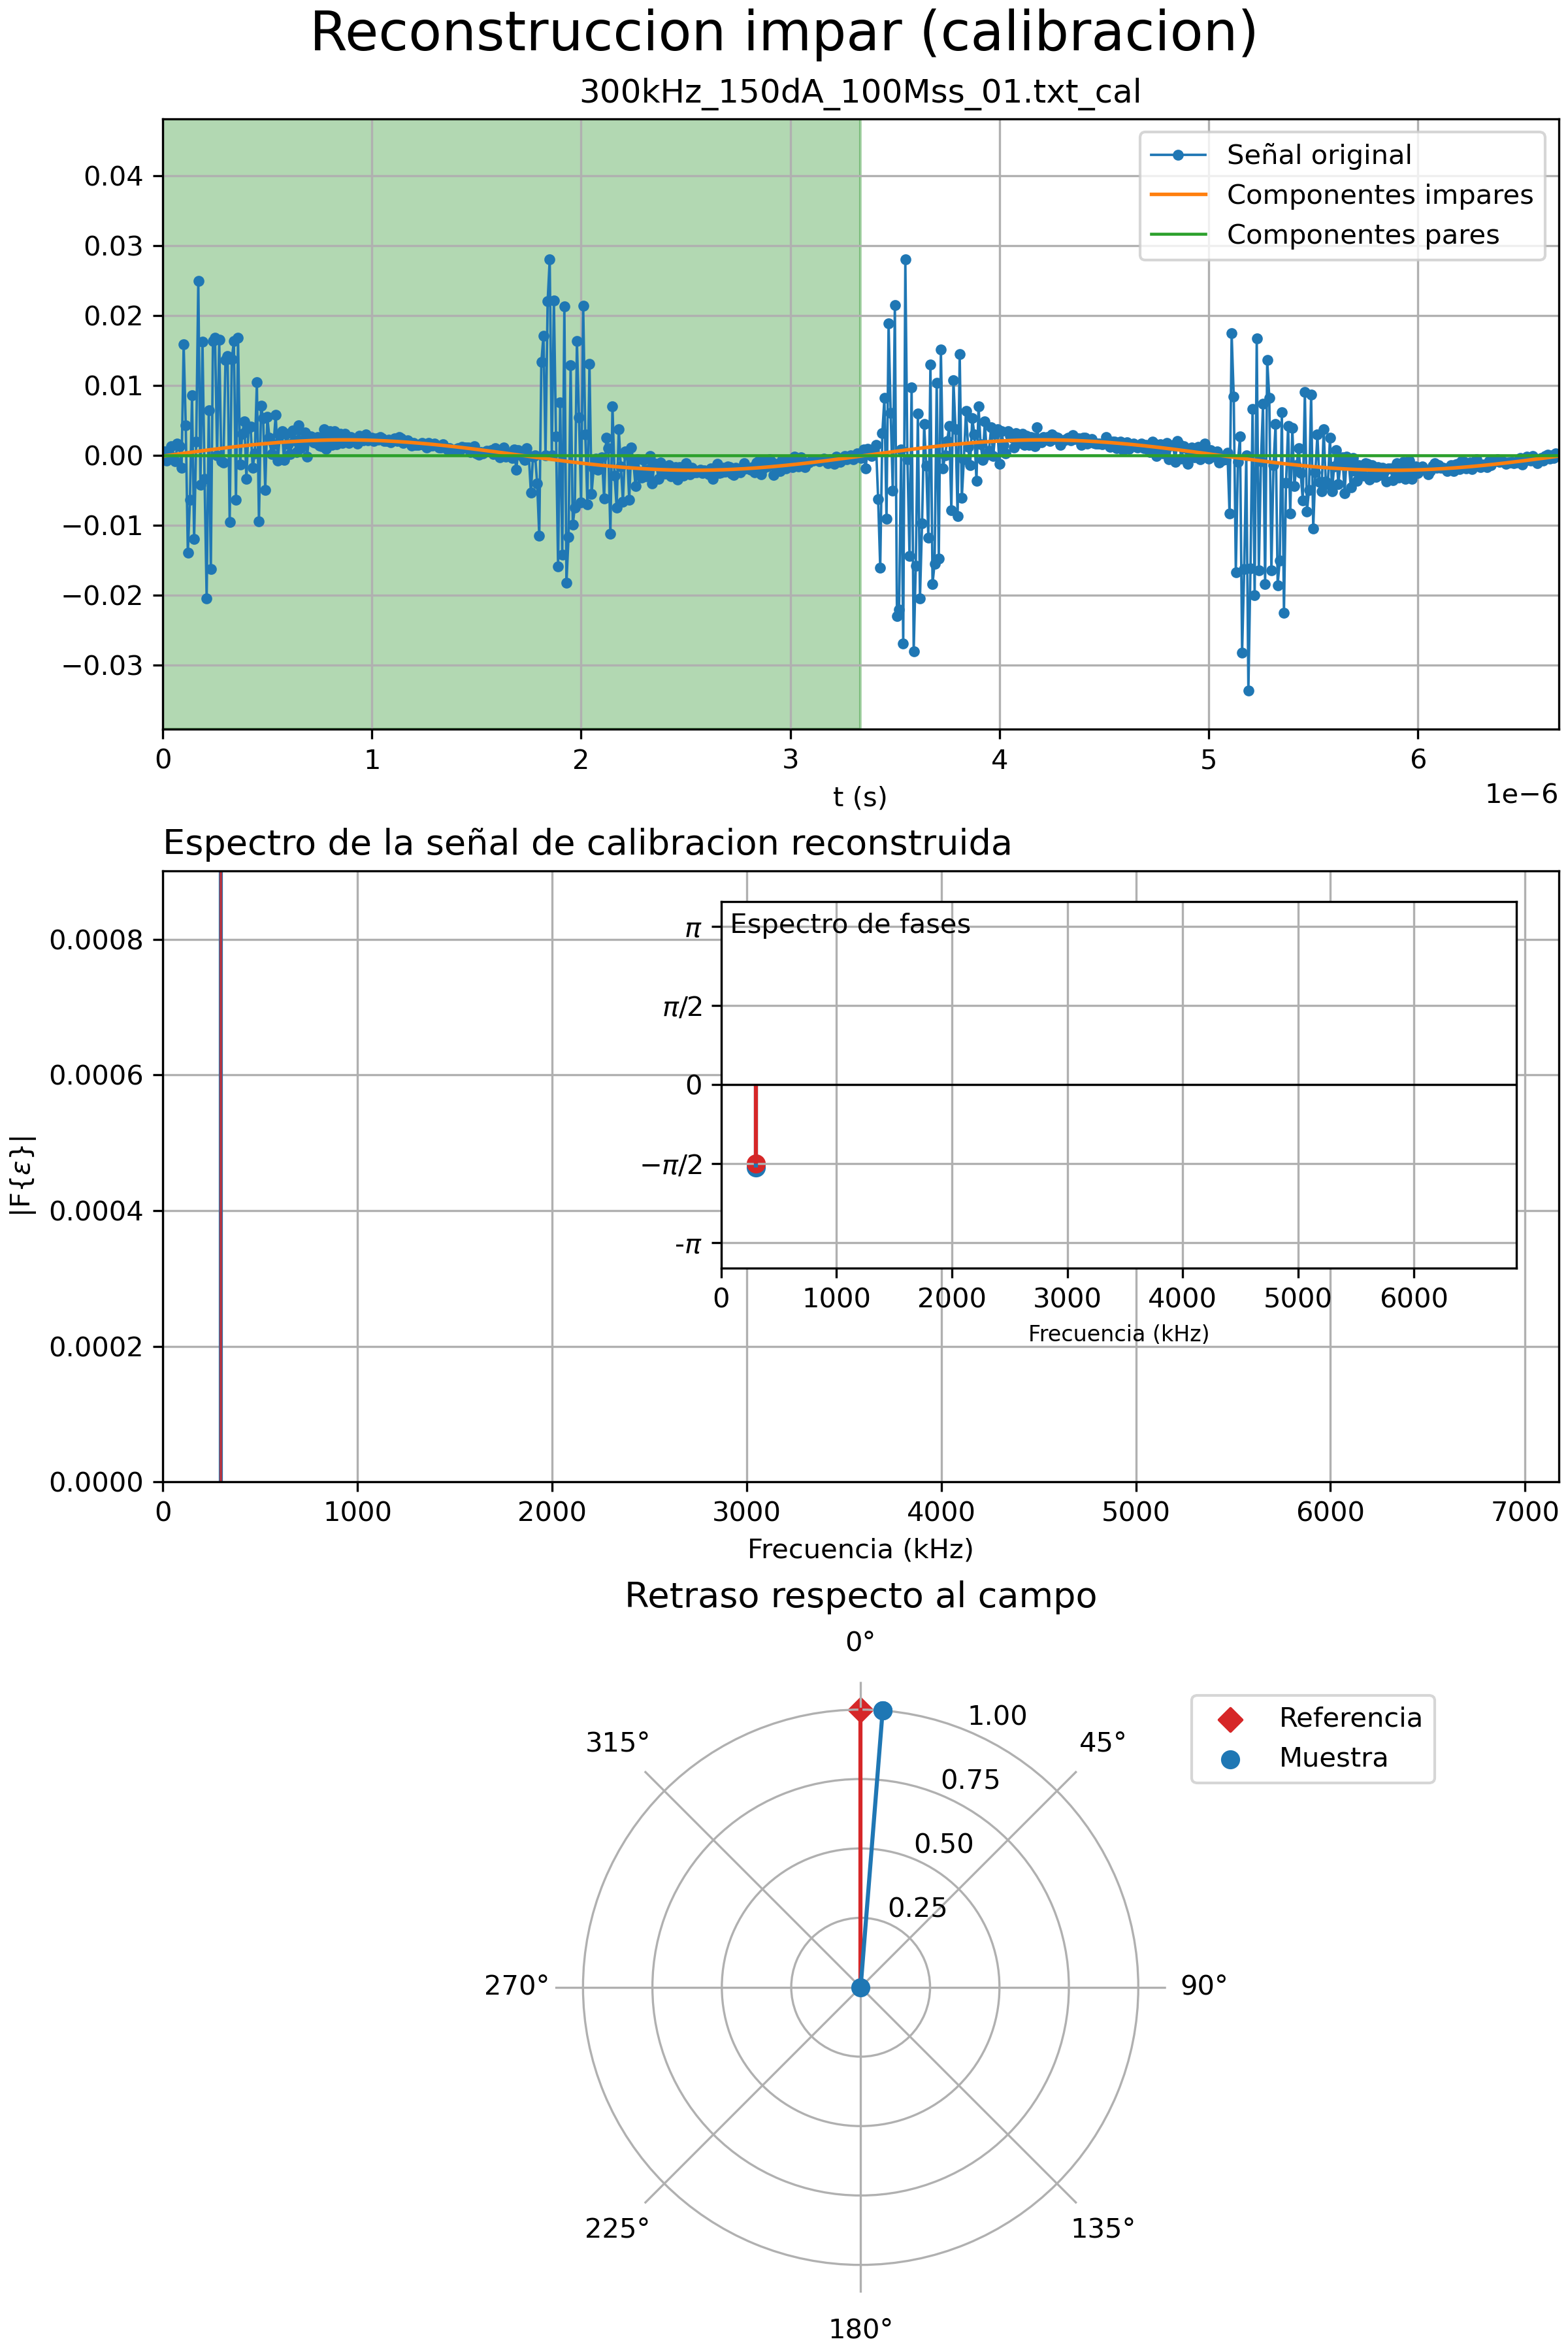 Reconstruccion impar (calibracion)
300kHz_150dA_100Mss_01.txt_cal
Señal original
Componentes impares
Componentes pares
0.04
0.03
0.02
0.01
0.00
−0.01
−0.02
−0.03
0 1 2 3 4 5 6
1e−6
t (s)
Espectro de la señal de calibracion reconstruida
0.0008
0.0006
0.0004
0.0002
0.0000
|F{ε}|
Espectro de fases
π
π/2
0
−π/2
-π
0 1000 2000 3000 4000 5000 6000
Frecuencia (kHz)
0 1000 2000 3000 4000 5000 6000 7000
Frecuencia (kHz)
Retraso respecto al campo
0°
Referencia
Muestra
315°
45°
1.00
0.75
0.50
0.25
270°
90°
225°
135°
180°